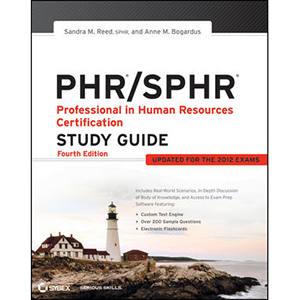 Sandra M. Reed, SPHR, and Anne M. Bogardus
PHR®/SPHR®
Professional in Human Resources
Certification
STUDY GUIDE
Fourth Edition
UPDATED FOR THE 2012 EXAMS
Includes Real-World Scenarios, In-Depth Discussion
of Body of Knowledge, and Access to Exam Prep
Software Featuring:
• Custom Test Engine
• Over 200 Sample Questions
• Electronic Flashcards
SYBEX
SERIOUS SKILLS.